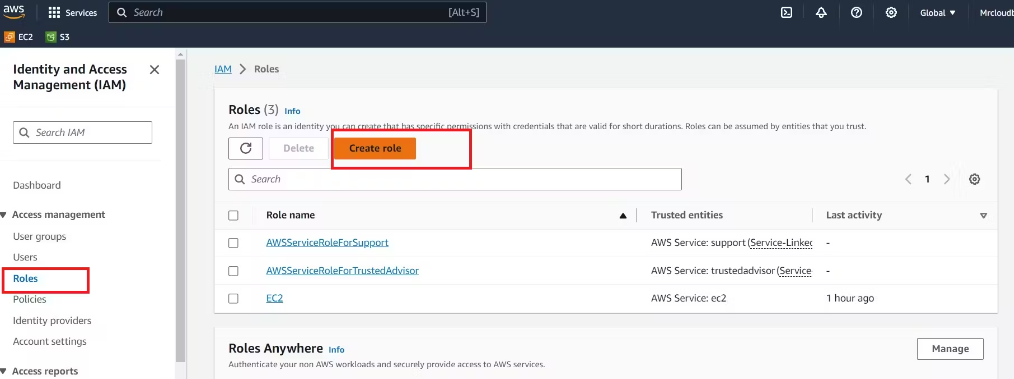 aws
Services
Search
[Alt+S]
Global
Mrcloudb
EC2
S3
Identity and Access
Management (IAM)
Search IAM
Dashboard
Access management
User groups
Users
Roles
Policies
Identity providers
Account settings
Access reports
IAM > Roles
Roles (3) Info
An IAM role is an identity you can create that has specific permissions with credentials that are valid for short durations. Roles can be assumed by entities that you trust.
Delete
Create role
Search
1
Role name
Trusted entities
Last activity
AWSServiceRoleForSupport
AWS Service: support (Service-Linked
-
AWSServiceRoleForTrustedAdvisor
AWS Service: trustedadvisor (Service
-
EC2
AWS Service: ec2
1 hour ago
Roles Anywhere Info
Authenticate your non AWS workloads and securely provide access to AWS services.
Manage